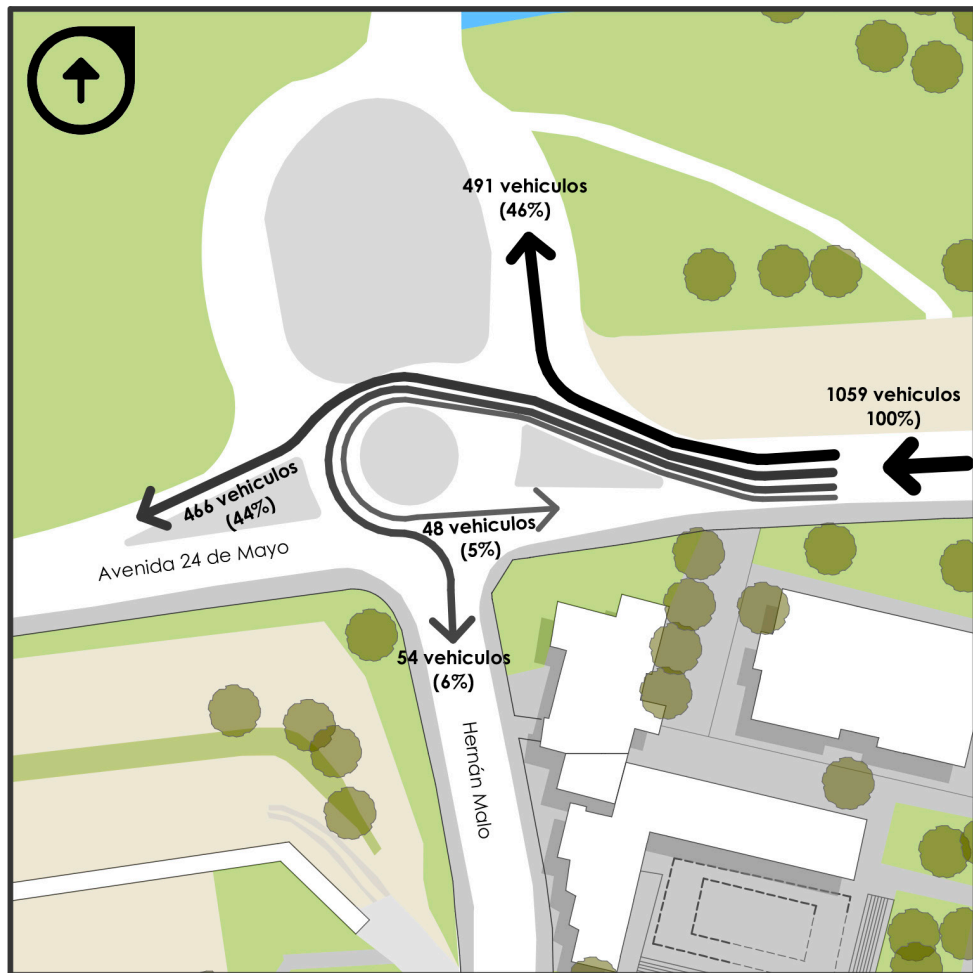 491 vehiculos
(46%)
1059 vehiculos
100%)
466 vehiculos
(44%)
48 vehiculos
(5%)
Avenida 24 de Mayo
54 vehiculos
(6%)
Hernán Malo